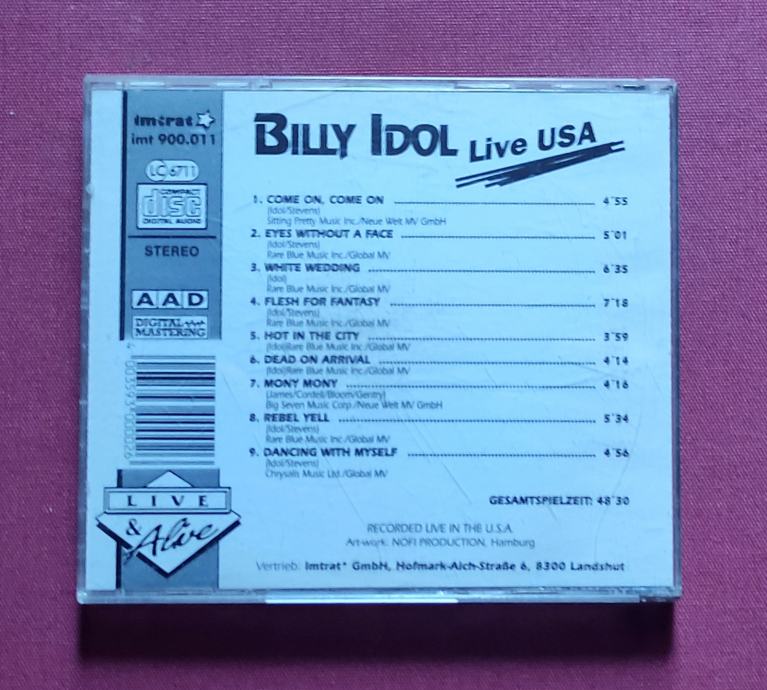 imtrat
imt 900.011
LC 6711
COMPACT
disc
DIGITAL AUDIO
STEREO
AAD
DIGITAL
MASTERING
LIVE
&
Alive
BILLY IDOL Live USA
1. COME ON, COME ON 4'55
(Idol/Stevens)
Sitting Pretty Music Inc./Neue Welt MV GmbH
2. EYES WITHOUT A FACE 5'01
(Idol/Stevens)
Rare Blue Music Inc./Global MV
3. WHITE WEDDING 6'35
(Idol)
Rare Blue Music Inc./Global MV
4. FLESH FOR FANTASY 7'18
(Idol/Stevens)
Rare Blue Music Inc./Global MV
5. HOT IN THE CITY 3'59
(Idol)Rare Blue Music Inc./Global MV
6. DEAD ON ARRIVAL 4'14
(Idol)Rare Blue Music Inc./Global MV
7. MONY MONY 4'16
(James/Cordell/Bloom/Gentry)
Big Seven Music Corp./Neue Welt MV GmbH
8. REBEL YELL 5'34
(Idol/Stevens)
Rare Blue Music Inc./Global MV
9. DANCING WITH MYSELF 4'56
(Idol/Stevens)
Chrysalis Music Ltd./Global MV
GESAMTSPIELZEIT: 48'30
RECORDED LIVE IN THE U.S.A.
Art-work: NOFI PRODUCTION, Hamburg
Vertrieb: Imtrat* GmbH, Hofmark-Aich-Straße 6, 8300 Landshut